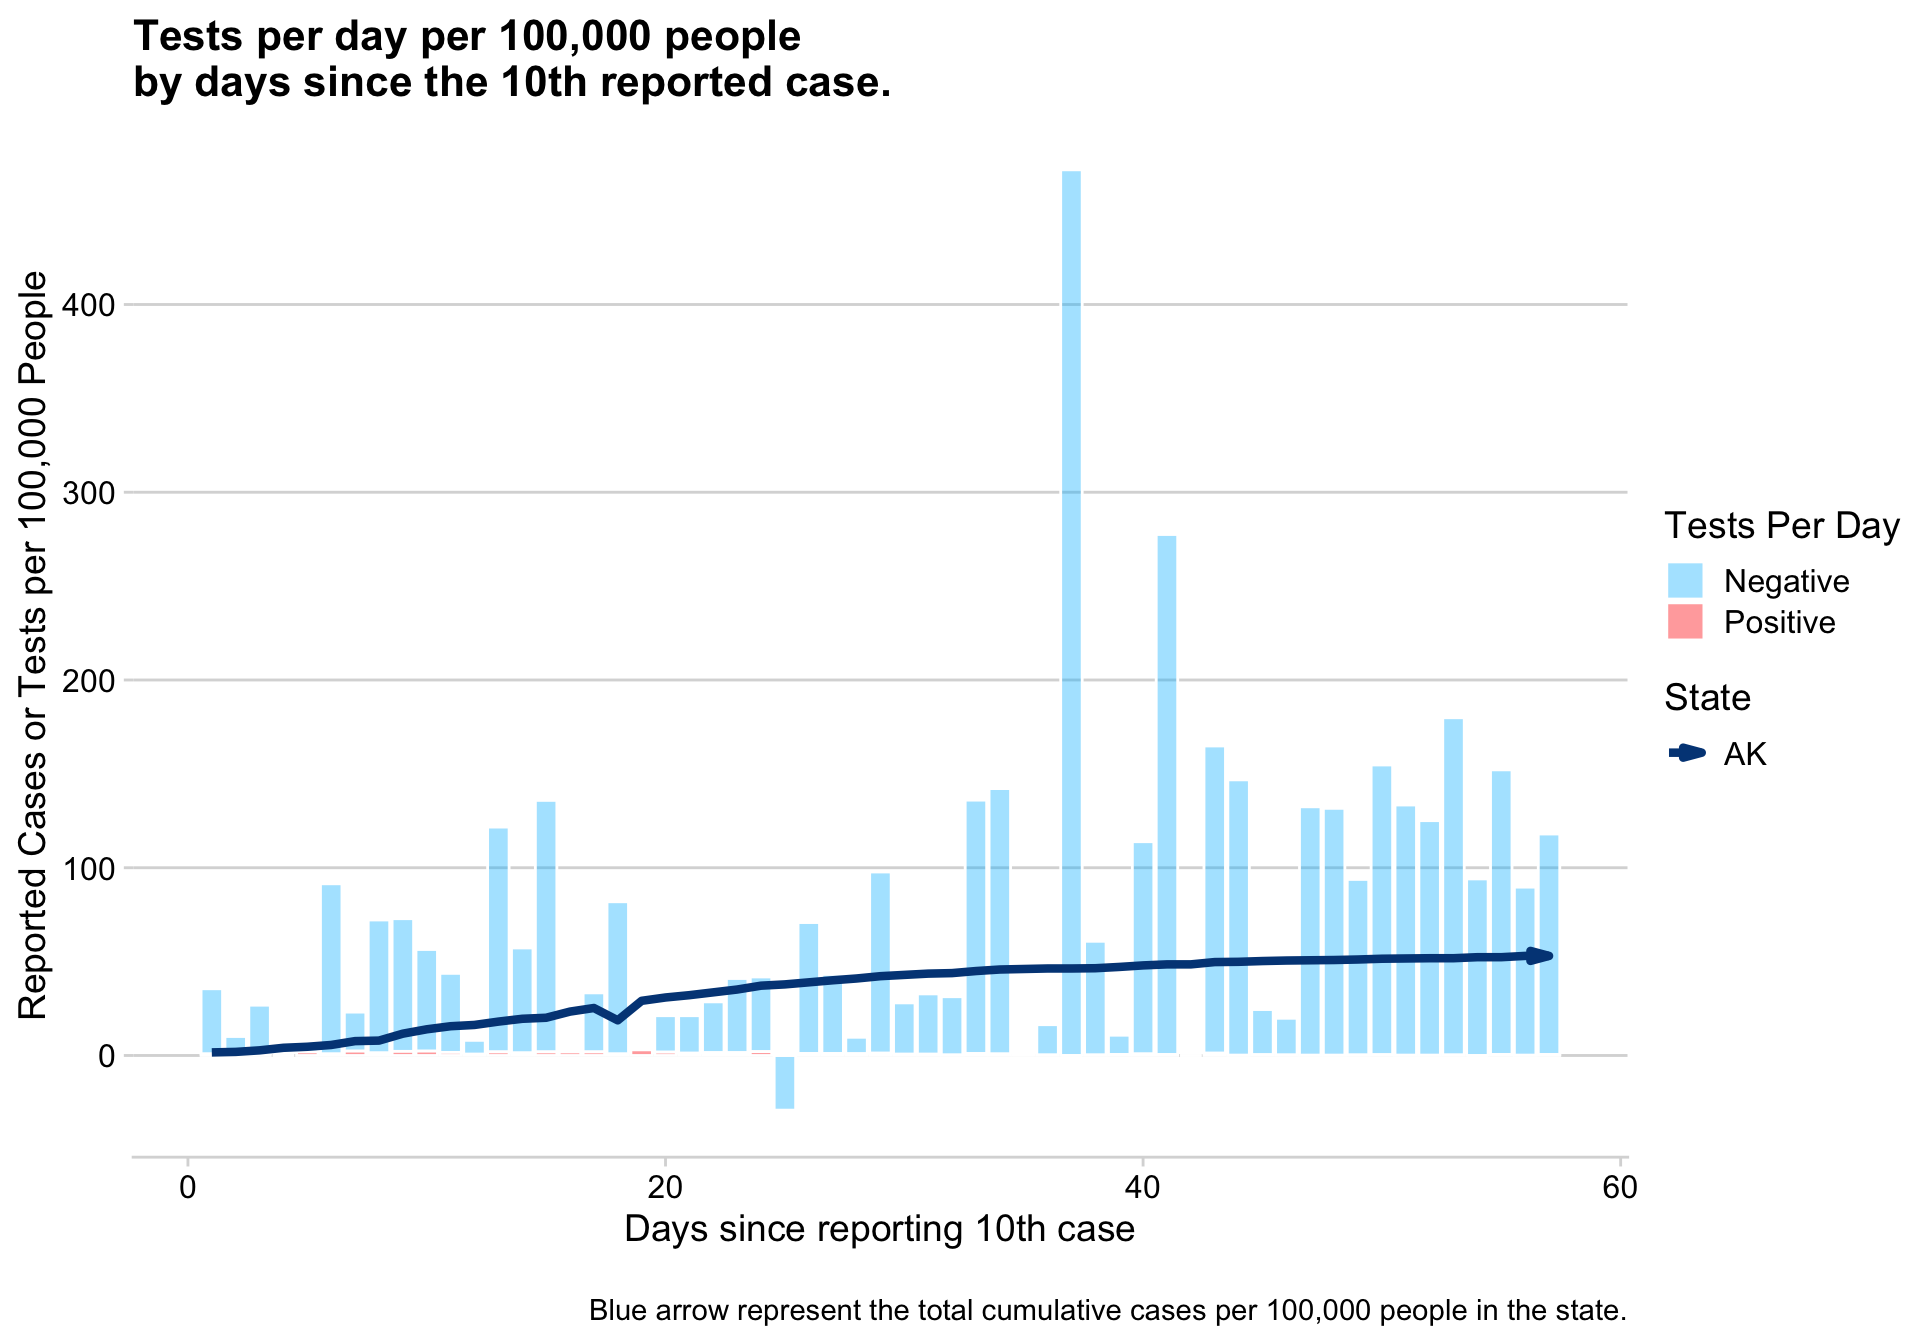 Tests per day per 100,000 people
by days since the 10th reported case.
Reported Cases or Tests per 100,000 People
400
300
200
100
0
0
20
40
60
Days since reporting 10th case
Tests Per Day
Negative
Positive
State
AK
Blue arrow represent the total cumulative cases per 100,000 people in the state.